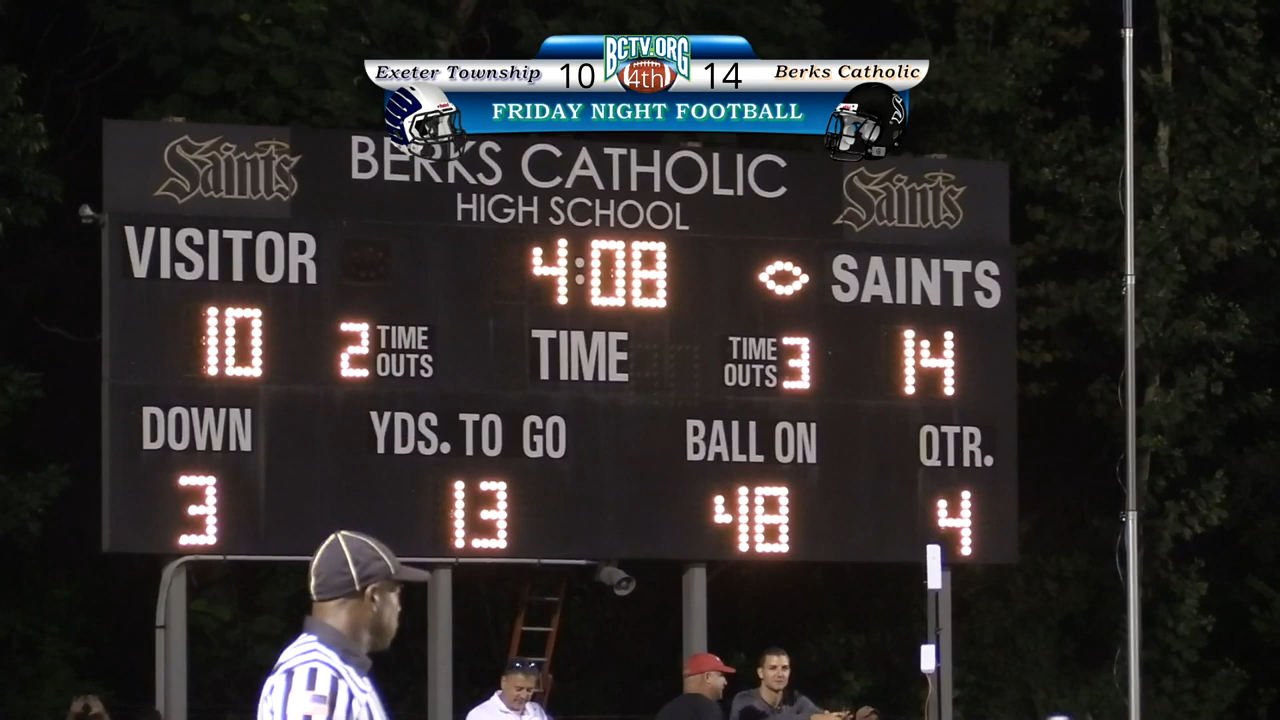 BCTV.ORG
Exeter Township 10 4th 14 Berks Catholic
FRIDAY NIGHT FOOTBALL
Saints BERKS CATHOLIC Saints
HIGH SCHOOL
VISITOR 4:08 SAINTS
10 2 TIME OUTS TIME TIME OUTS 3 14
DOWN YDS. TO GO BALL ON QTR.
3 13 48 4